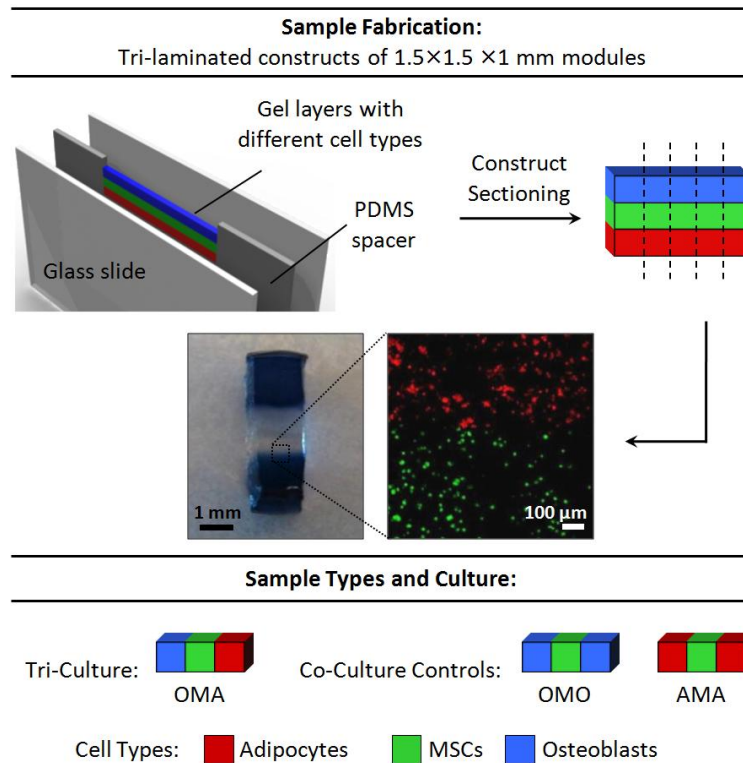 Sample Fabrication:
Tri-laminated constructs of 1.5×1.5 ×1 mm modules
Gel layers with
different cell types
PDMS
spacer
Glass slide
Construct
Sectioning
1 mm
100 µm
Sample Types and Culture:
Tri-Culture:
OMA
Co-Culture Controls:
OMO
AMA
Cell Types:
Adipocytes
MSCs
Osteoblasts